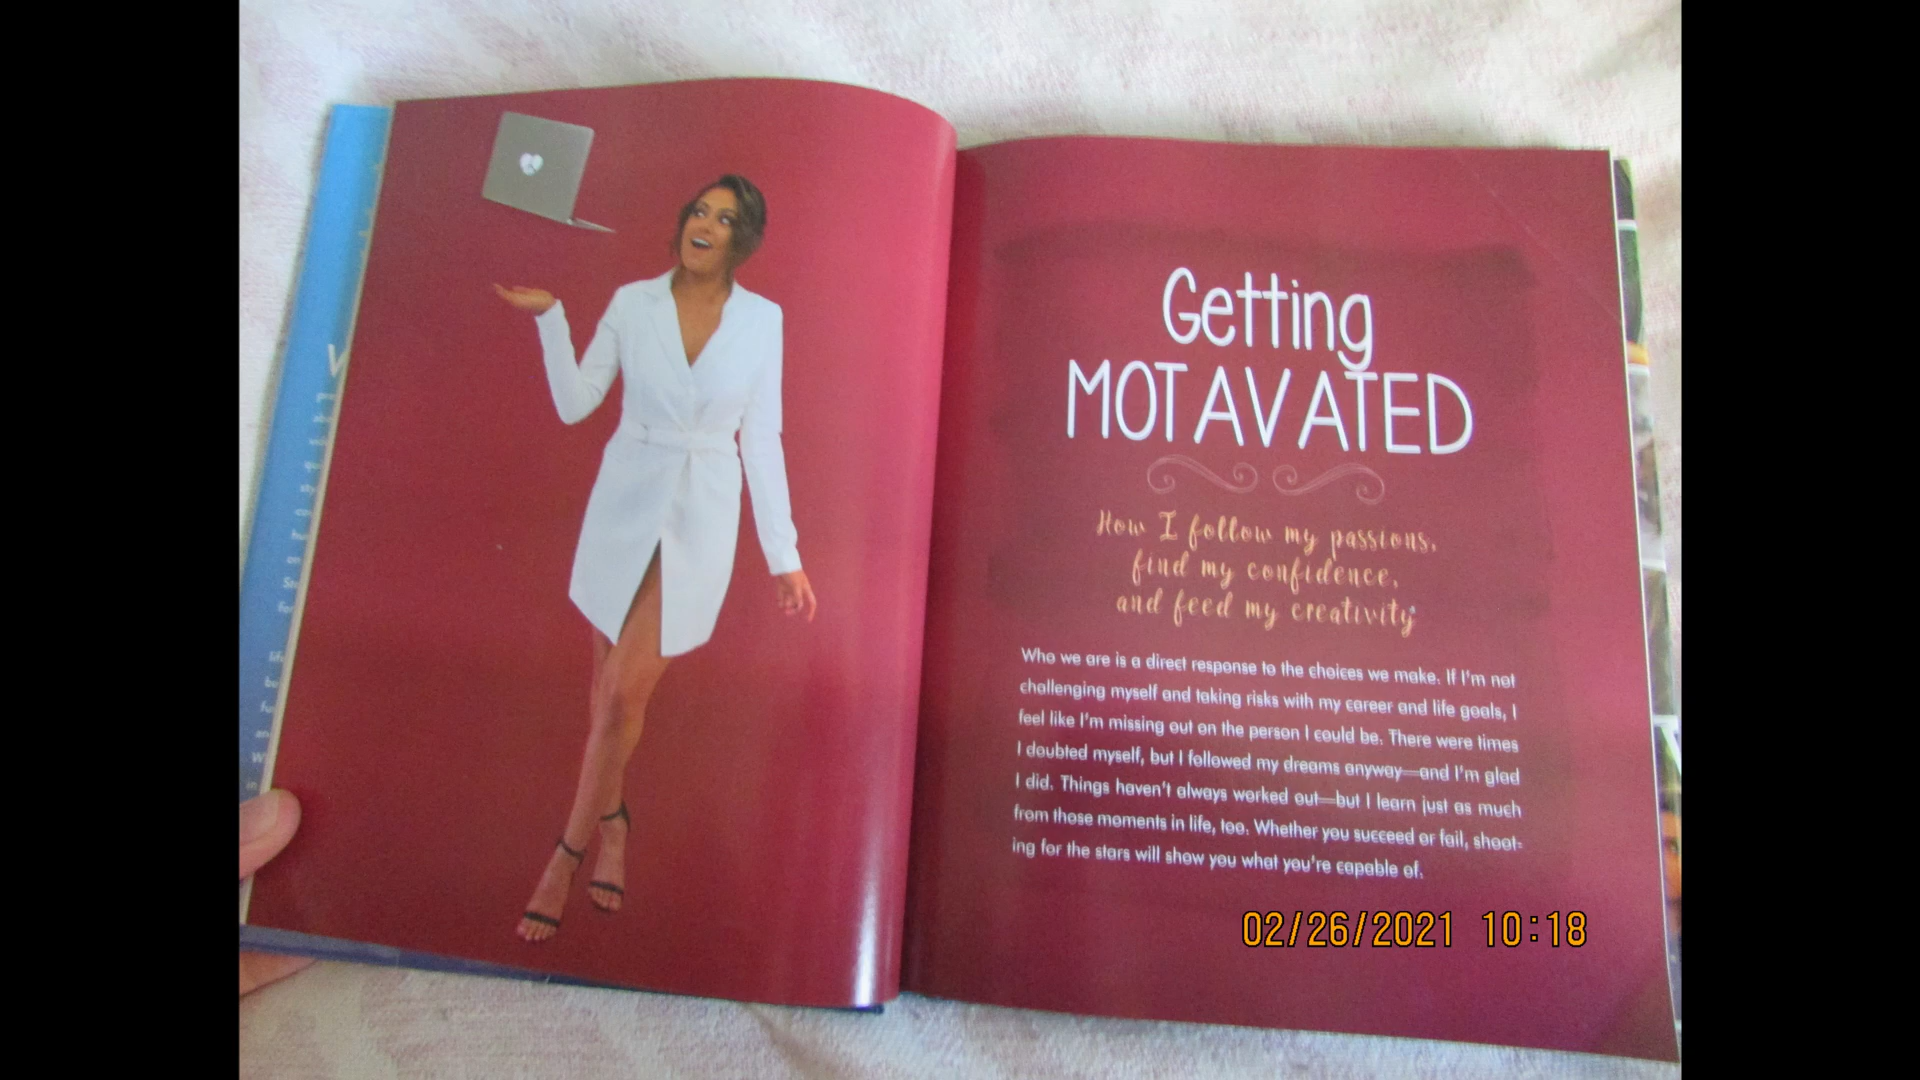 Getting
MOTAVATED
How I follow my passions,
find my confidence,
and feed my creativity
Who we are is a direct response to the choices we make. If I'm not
challenging myself and taking risks with my career and life goals, I
feel like I'm missing out on the person I could be. There were times
I doubted myself, but I followed my dreams anyway—and I'm glad
I did. Things haven't always worked out—but I learn just as much
from those moments in life, too. Whether you succeed or fail, shoot-
ing for the stars will show you what you're capable of.
02/26/2021 10:18